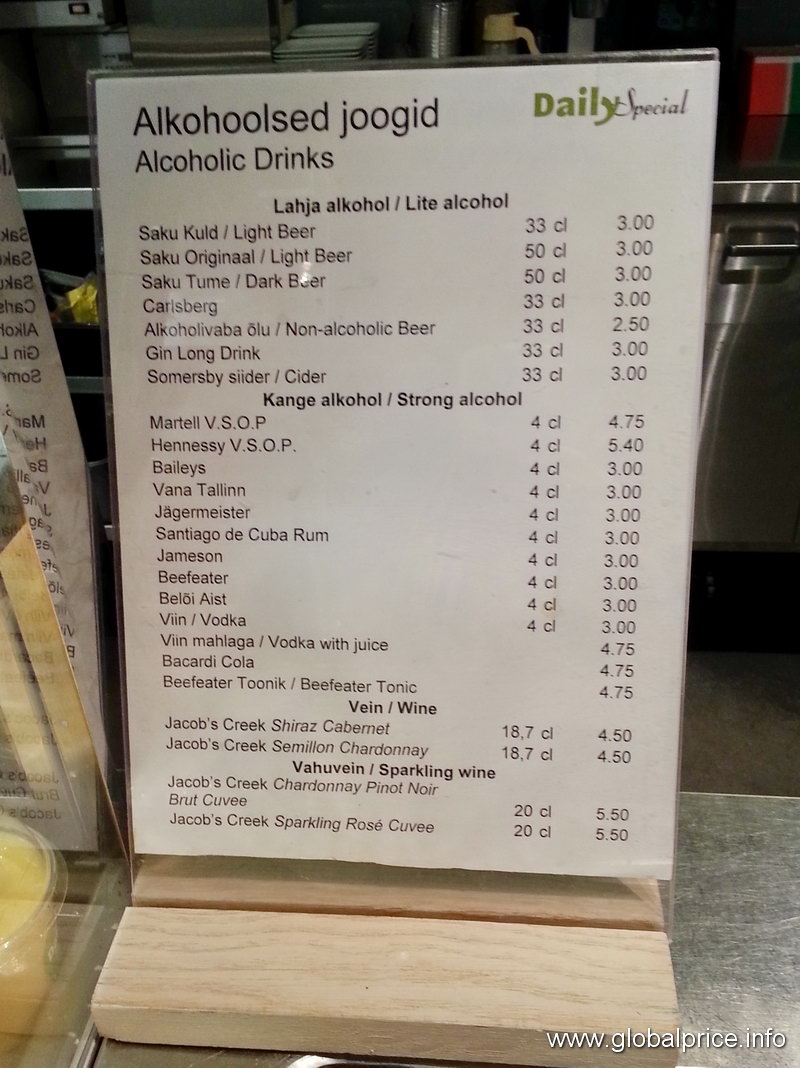 Daily Special
Alkohoolsed joogid
Alcoholic Drinks
Lahja alkohol / Lite alcohol
Saku Kuld / Light Beer 33 cl 3.00
Saku Originaal / Light Beer 50 cl 3.00
Saku Tume / Dark Beer 50 cl 3.00
Carlsberg 33 cl 3.00
Alkoholivaba õlu / Non-alcoholic Beer 33 cl 2.50
Gin Long Drink 33 cl 3.00
Somersby siider / Cider 33 cl 3.00
Kange alkohol / Strong alcohol
Martell V.S.O.P 4 cl 4.75
Hennessy V.S.O.P. 4 cl 5.40
Baileys 4 cl 3.00
Vana Tallinn 4 cl 3.00
Jägermeister 4 cl 3.00
Santiago de Cuba Rum 4 cl 3.00
Jameson 4 cl 3.00
Beefeater 4 cl 3.00
Belõi Aist 4 cl 3.00
Viin / Vodka 4 cl 3.00
Viin mahlaga / Vodka with juice 4.75
Bacardi Cola 4.75
Beefeater Toonik / Beefeater Tonic 4.75
Vein / Wine
Jacob's Creek Shiraz Cabernet 18,7 cl 4.50
Jacob's Creek Semillon Chardonnay 18,7 cl 4.50
Vahuvein / Sparkling wine
Jacob's Creek Chardonnay Pinot Noir
Brut Cuvee 20 cl 5.50
Jacob's Creek Sparkling Rosé Cuvee 20 cl 5.50
www.globalprice.info